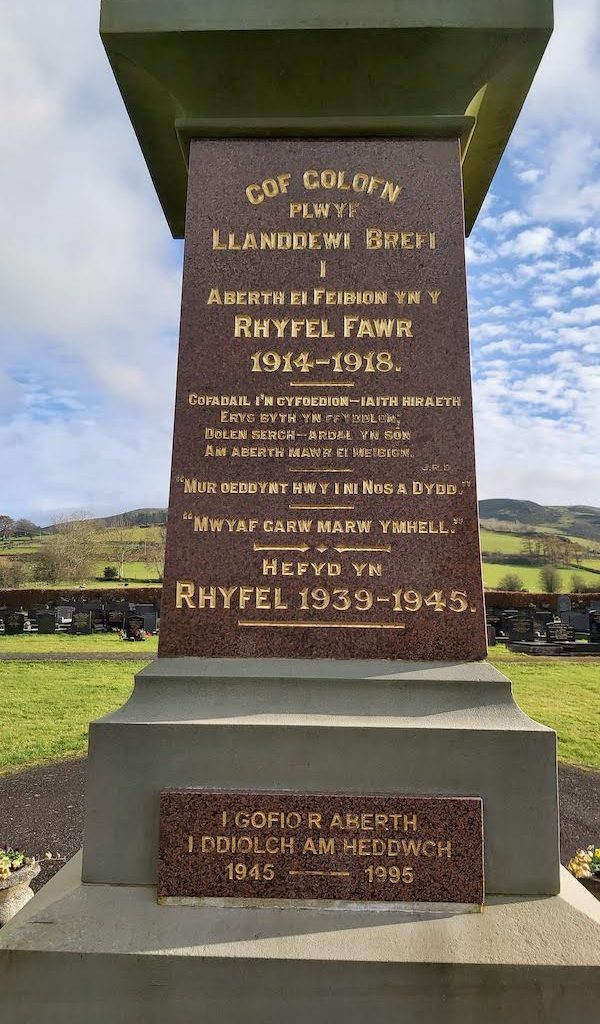 COF GOLOFN
PLWYF
LLANDDEWI BREFI
I
ABERTH EI FEIBION YN Y
RHYFEL FAWR
1914-1918.
COFADAIL I'N CYFOEDION—IAITH HIRAETH
ERYS BYTH YN FFYDDLON;
DOLEN SERCH—ARDAL YN SÔN
AM ABERTH MAWR EI MEIBION.
J.R.D.
"MUR OEDDYNT HWY I NI NOS A DYDD."
"MWYAF GARW MARW YMHELL."
HEFYD YN
RHYFEL 1939-1945.
I GOFIO'R ABERTH
I DDIOLCH AM HEDDWCH
1945 — 1995